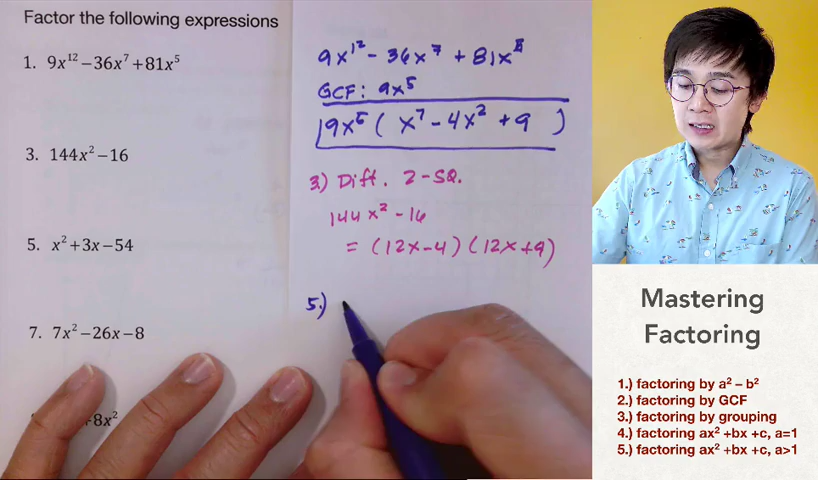 Factor the following expressions
1. 9x¹² − 36x⁷ + 81x⁵
3. 144x² − 16
5. x² + 3x − 54
7. 7x² − 26x − 8
+8x²
9x¹² − 36x⁷ + 81x⁵
GCF: 9x⁵
9x⁵ ( x⁷ − 4x² + 9 )
3) Diff. 2-SQ.
144x² − 16
= (12x−4) (12x+4)
5.)
Mastering
Factoring
1.) factoring by a² – b²
2.) factoring by GCF
3.) factoring by grouping
4.) factoring ax² +bx +c, a=1
5.) factoring ax² +bx +c, a>1